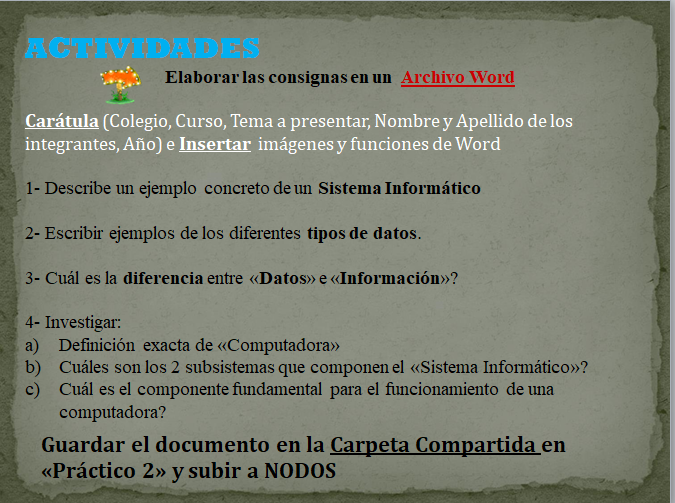 ACTIVIDADES
Elaborar las consignas en un Archivo Word
Carátula (Colegio, Curso, Tema a presentar, Nombre y Apellido de los
integrantes, Año) e Insertar imágenes y funciones de Word
1- Describe un ejemplo concreto de un Sistema Informático
2- Escribir ejemplos de los diferentes tipos de datos.
3- Cuál es la diferencia entre «Datos» e «Información»?
4- Investigar:
a) Definición exacta de «Computadora»
b) Cuáles son los 2 subsistemas que componen el «Sistema Informático»?
c) Cuál es el componente fundamental para el funcionamiento de una
computadora?
Guardar el documento en la Carpeta Compartida en
«Práctico 2» y subir a NODOS